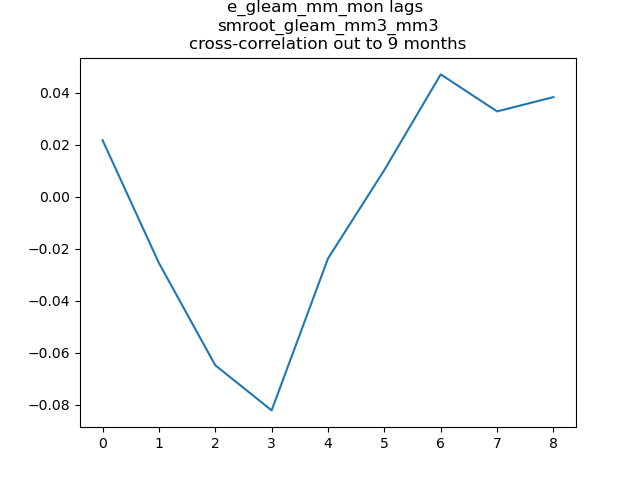 e_gleam_mm_mon lags
smroot_gleam_mm3_mm3
cross-correlation out to 9 months
0.04
0.02
0.00
−0.02
−0.04
−0.06
−0.08
0 1 2 3 4 5 6 7 8